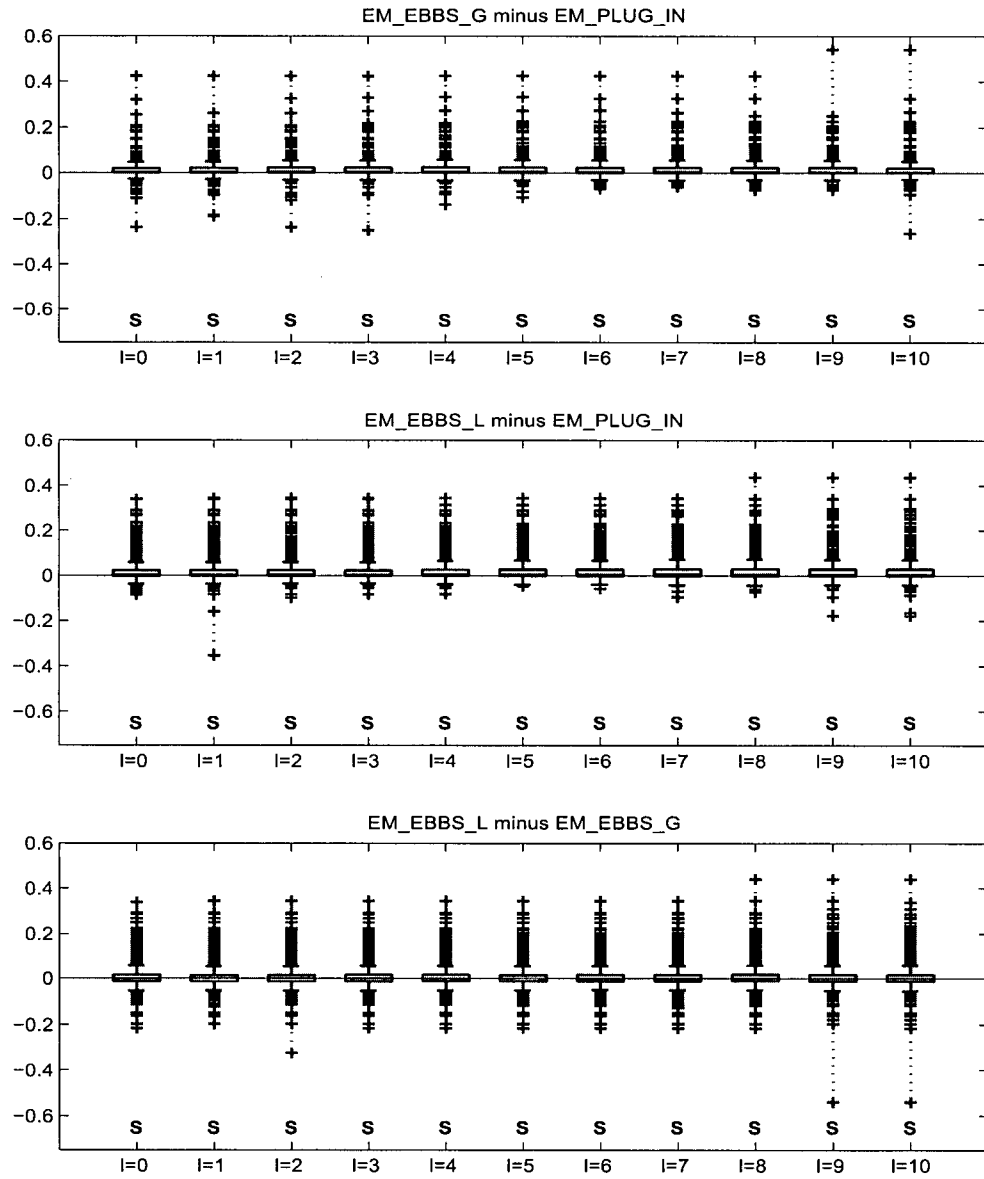 EM_EBBS_G minus EM_PLUG_IN
0.6
0.4
0.2
0
−0.2
−0.4
−0.6
S S S S S S S S S S S
I=0 I=1 I=2 I=3 I=4 I=5 I=6 I=7 I=8 I=9 I=10
EM_EBBS_L minus EM_PLUG_IN
0.6
0.4
0.2
0
−0.2
−0.4
−0.6
S S S S S S S S S S S
I=0 I=1 I=2 I=3 I=4 I=5 I=6 I=7 I=8 I=9 I=10
EM_EBBS_L minus EM_EBBS_G
0.6
0.4
0.2
0
−0.2
−0.4
−0.6
S S S S S S S S S S S
I=0 I=1 I=2 I=3 I=4 I=5 I=6 I=7 I=8 I=9 I=10